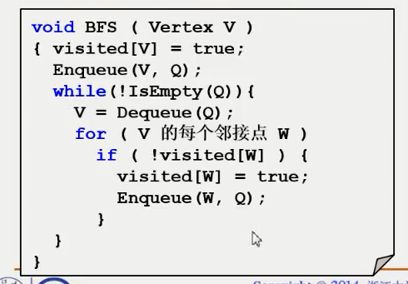 void BFS ( Vertex V )
{ visited[V] = true;
Enqueue(V, Q);
while(!IsEmpty(Q)){
V = Dequeue(Q);
for ( V 的每个邻接点 W )
if ( !visited[W] ) {
visited[W] = true;
Enqueue(W, Q);
}
}
}
Copyright © 2014